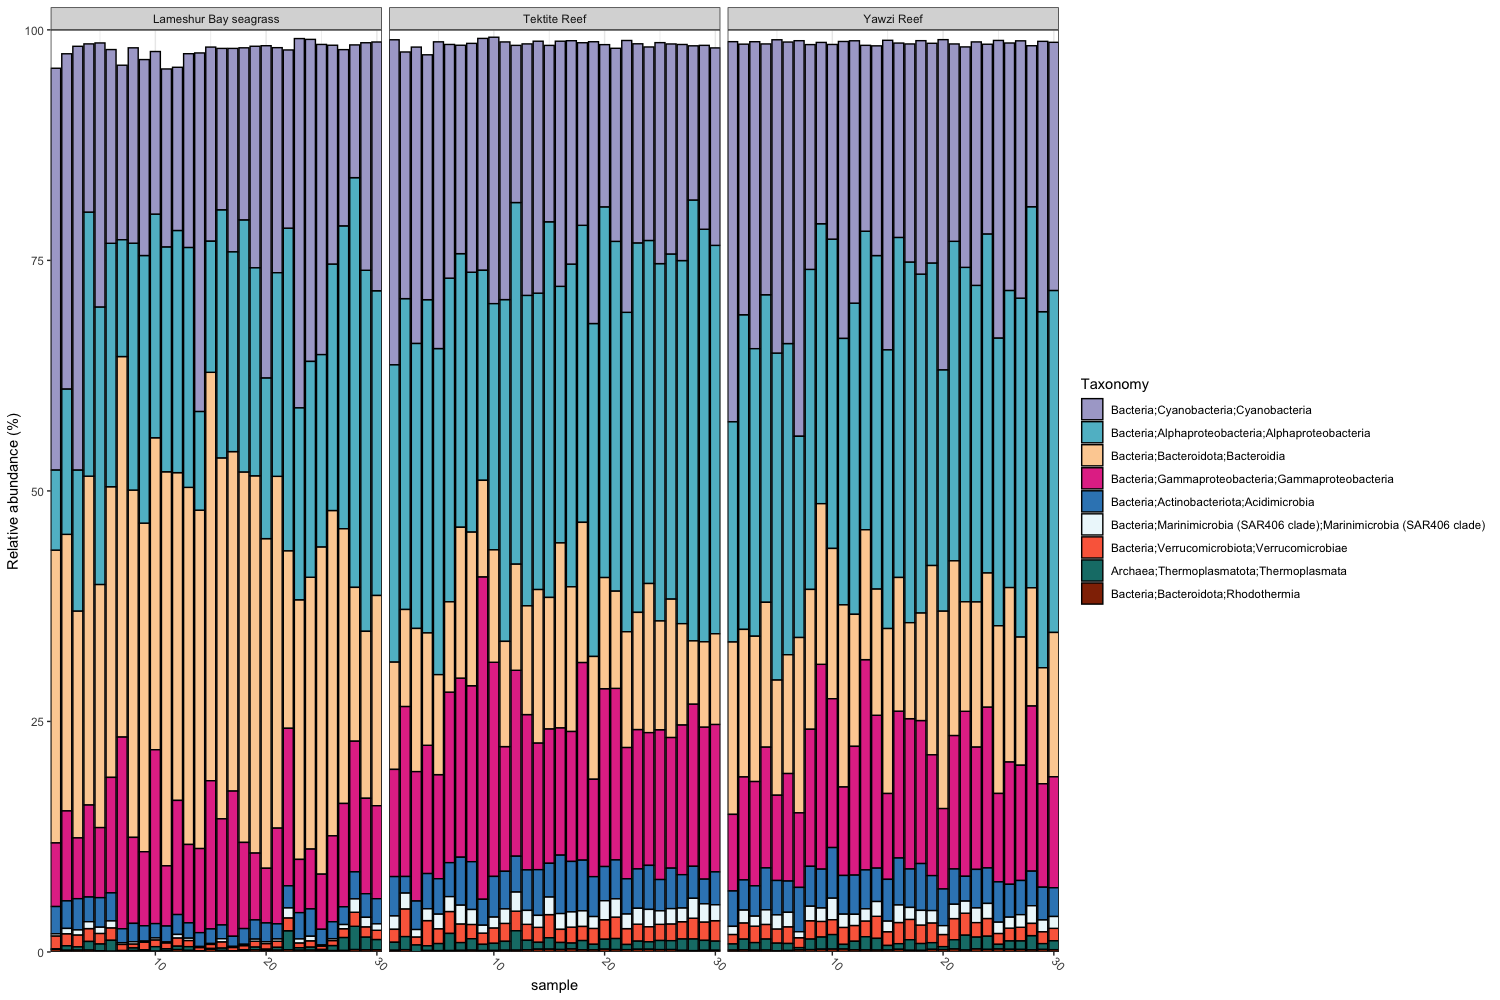 Lameshur Bay seagrass
Tektite Reef
Yawzi Reef
100
75
50
25
0
Relative abundance (%)
10
20
30
10
20
30
10
20
30
sample
Taxonomy
Bacteria;Cyanobacteria;Cyanobacteria
Bacteria;Alphaproteobacteria;Alphaproteobacteria
Bacteria;Bacteroidota;Bacteroidia
Bacteria;Gammaproteobacteria;Gammaproteobacteria
Bacteria;Actinobacteriota;Acidimicrobia
Bacteria;Marinimicrobia (SAR406 clade);Marinimicrobia (SAR406 clade)
Bacteria;Verrucomicrobiota;Verrucomicrobiae
Archaea;Thermoplasmatota;Thermoplasmata
Bacteria;Bacteroidota;Rhodothermia